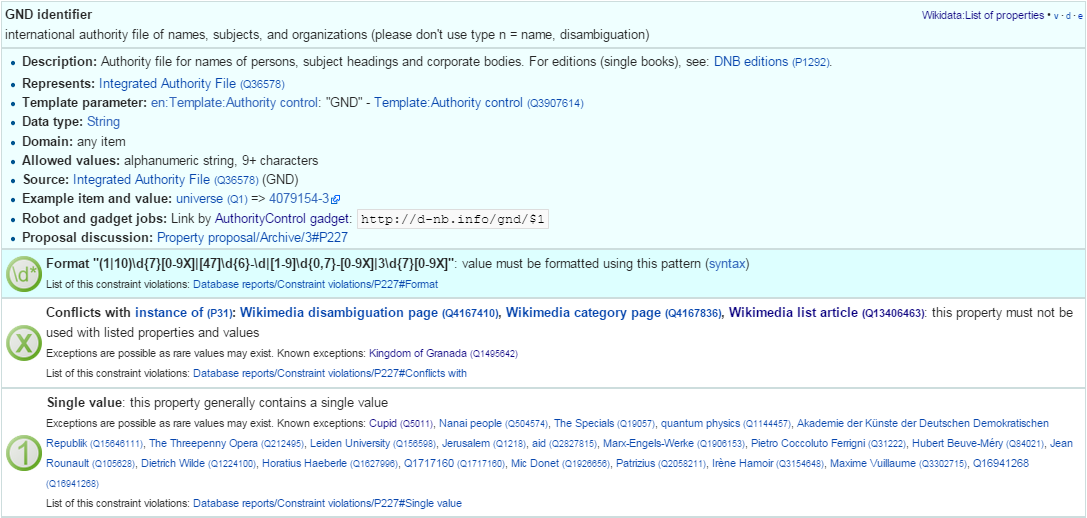 GND identifier
Wikidata:List of properties • v · d · e
international authority file of names, subjects, and organizations (please don't use type n = name, disambiguation)
• Description: Authority file for names of persons, subject headings and corporate bodies. For editions (single books), see: DNB editions (P1292).
• Represents: Integrated Authority File (Q36578)
• Template parameter: en:Template:Authority control: "GND" - Template:Authority control (Q3907614)
• Data type: String
• Domain: any item
• Allowed values: alphanumeric string, 9+ characters
• Source: Integrated Authority File (Q36578) (GND)
• Example item and value: universe (Q1) => 4079154-3
• Robot and gadget jobs: Link by AuthorityControl gadget: http://d-nb.info/gnd/$1
• Proposal discussion: Property proposal/Archive/3#P227
\d*
Format "(1|10)\d{7}[0-9X]|[47]\d{6}-\d|[1-9]\d{0,7}-[0-9X]|3\d{7}[0-9X]": value must be formatted using this pattern (syntax)
List of this constraint violations: Database reports/Constraint violations/P227#Format
X
Conflicts with instance of (P31): Wikimedia disambiguation page (Q4167410), Wikimedia category page (Q4167836), Wikimedia list article (Q13406463): this property must not be
used with listed properties and values
Exceptions are possible as rare values may exist. Known exceptions: Kingdom of Granada (Q1495642)
List of this constraint violations: Database reports/Constraint violations/P227#Conflicts with
1
Single value: this property generally contains a single value
Exceptions are possible as rare values may exist. Known exceptions: Cupid (Q5011), Nanai people (Q504574), The Specials (Q19057), quantum physics (Q1144457), Akademie der Künste der Deutschen Demokratischen
Republik (Q15646111), The Threepenny Opera (Q212495), Leiden University (Q156598), Jerusalem (Q1218), aid (Q2827815), Marx-Engels-Werke (Q1906153), Pietro Coccoluto Ferrigni (Q31222), Hubert Beuve-Méry (Q84021), Jean
Rounault (Q105628), Dietrich Wilde (Q1224100), Horatius Haeberle (Q1627996), Q1717160 (Q1717160), Mic Donet (Q1926656), Patrizius (Q2058211), Irène Hamoir (Q3154648), Maxime Vuillaume (Q3302715), Q16941268
(Q16941268)
List of this constraint violations: Database reports/Constraint violations/P227#Single value